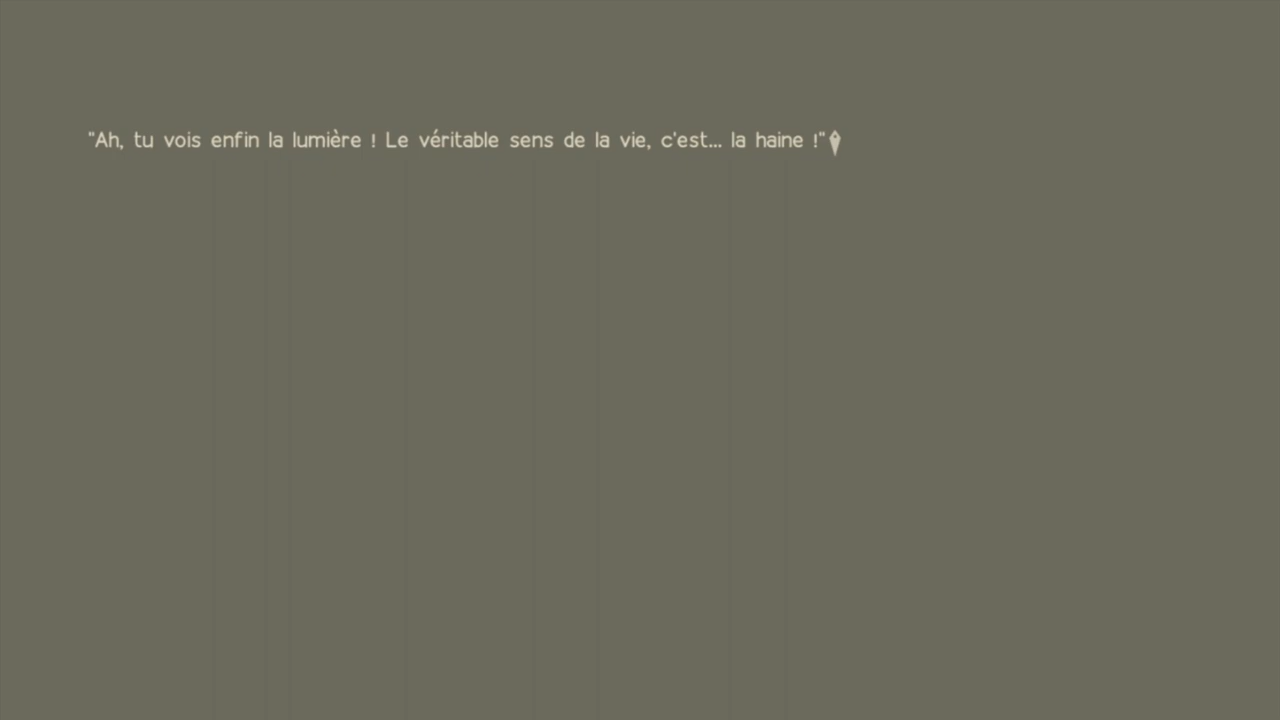 "Ah, tu vois enfin la lumière ! Le véritable sens de la vie, c'est... la haine !"